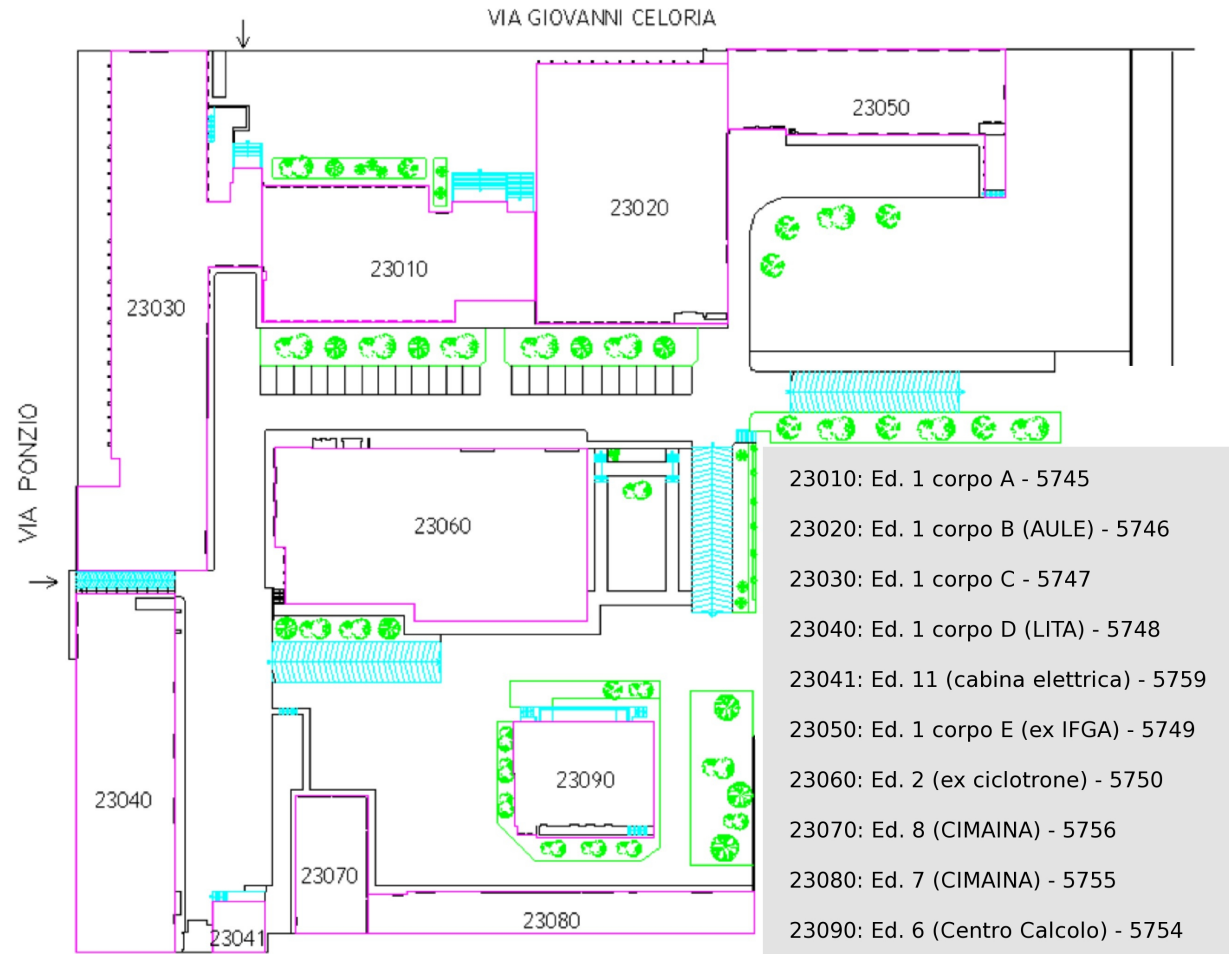 VIA GIOVANNI CELORIA
23050
23020
23010
23030
VIA PONZIO
23060
23090
23040
23070
23080
23041
23010: Ed. 1 corpo A - 5745
23020: Ed. 1 corpo B (AULE) - 5746
23030: Ed. 1 corpo C - 5747
23040: Ed. 1 corpo D (LITA) - 5748
23041: Ed. 11 (cabina elettrica) - 5759
23050: Ed. 1 corpo E (ex IFGA) - 5749
23060: Ed. 2 (ex ciclotrone) - 5750
23070: Ed. 8 (CIMAINA) - 5756
23080: Ed. 7 (CIMAINA) - 5755
23090: Ed. 6 (Centro Calcolo) - 5754